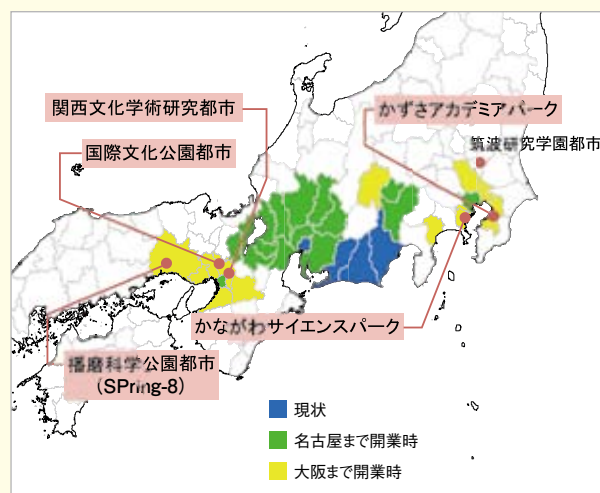 関西文化学術研究都市
かずさアカデミアパーク
国際文化公園都市
筑波研究学園都市
かながわサイエンスパーク
播磨科学公園都市
(SPring-8)
現状
名古屋まで開業時
大阪まで開業時